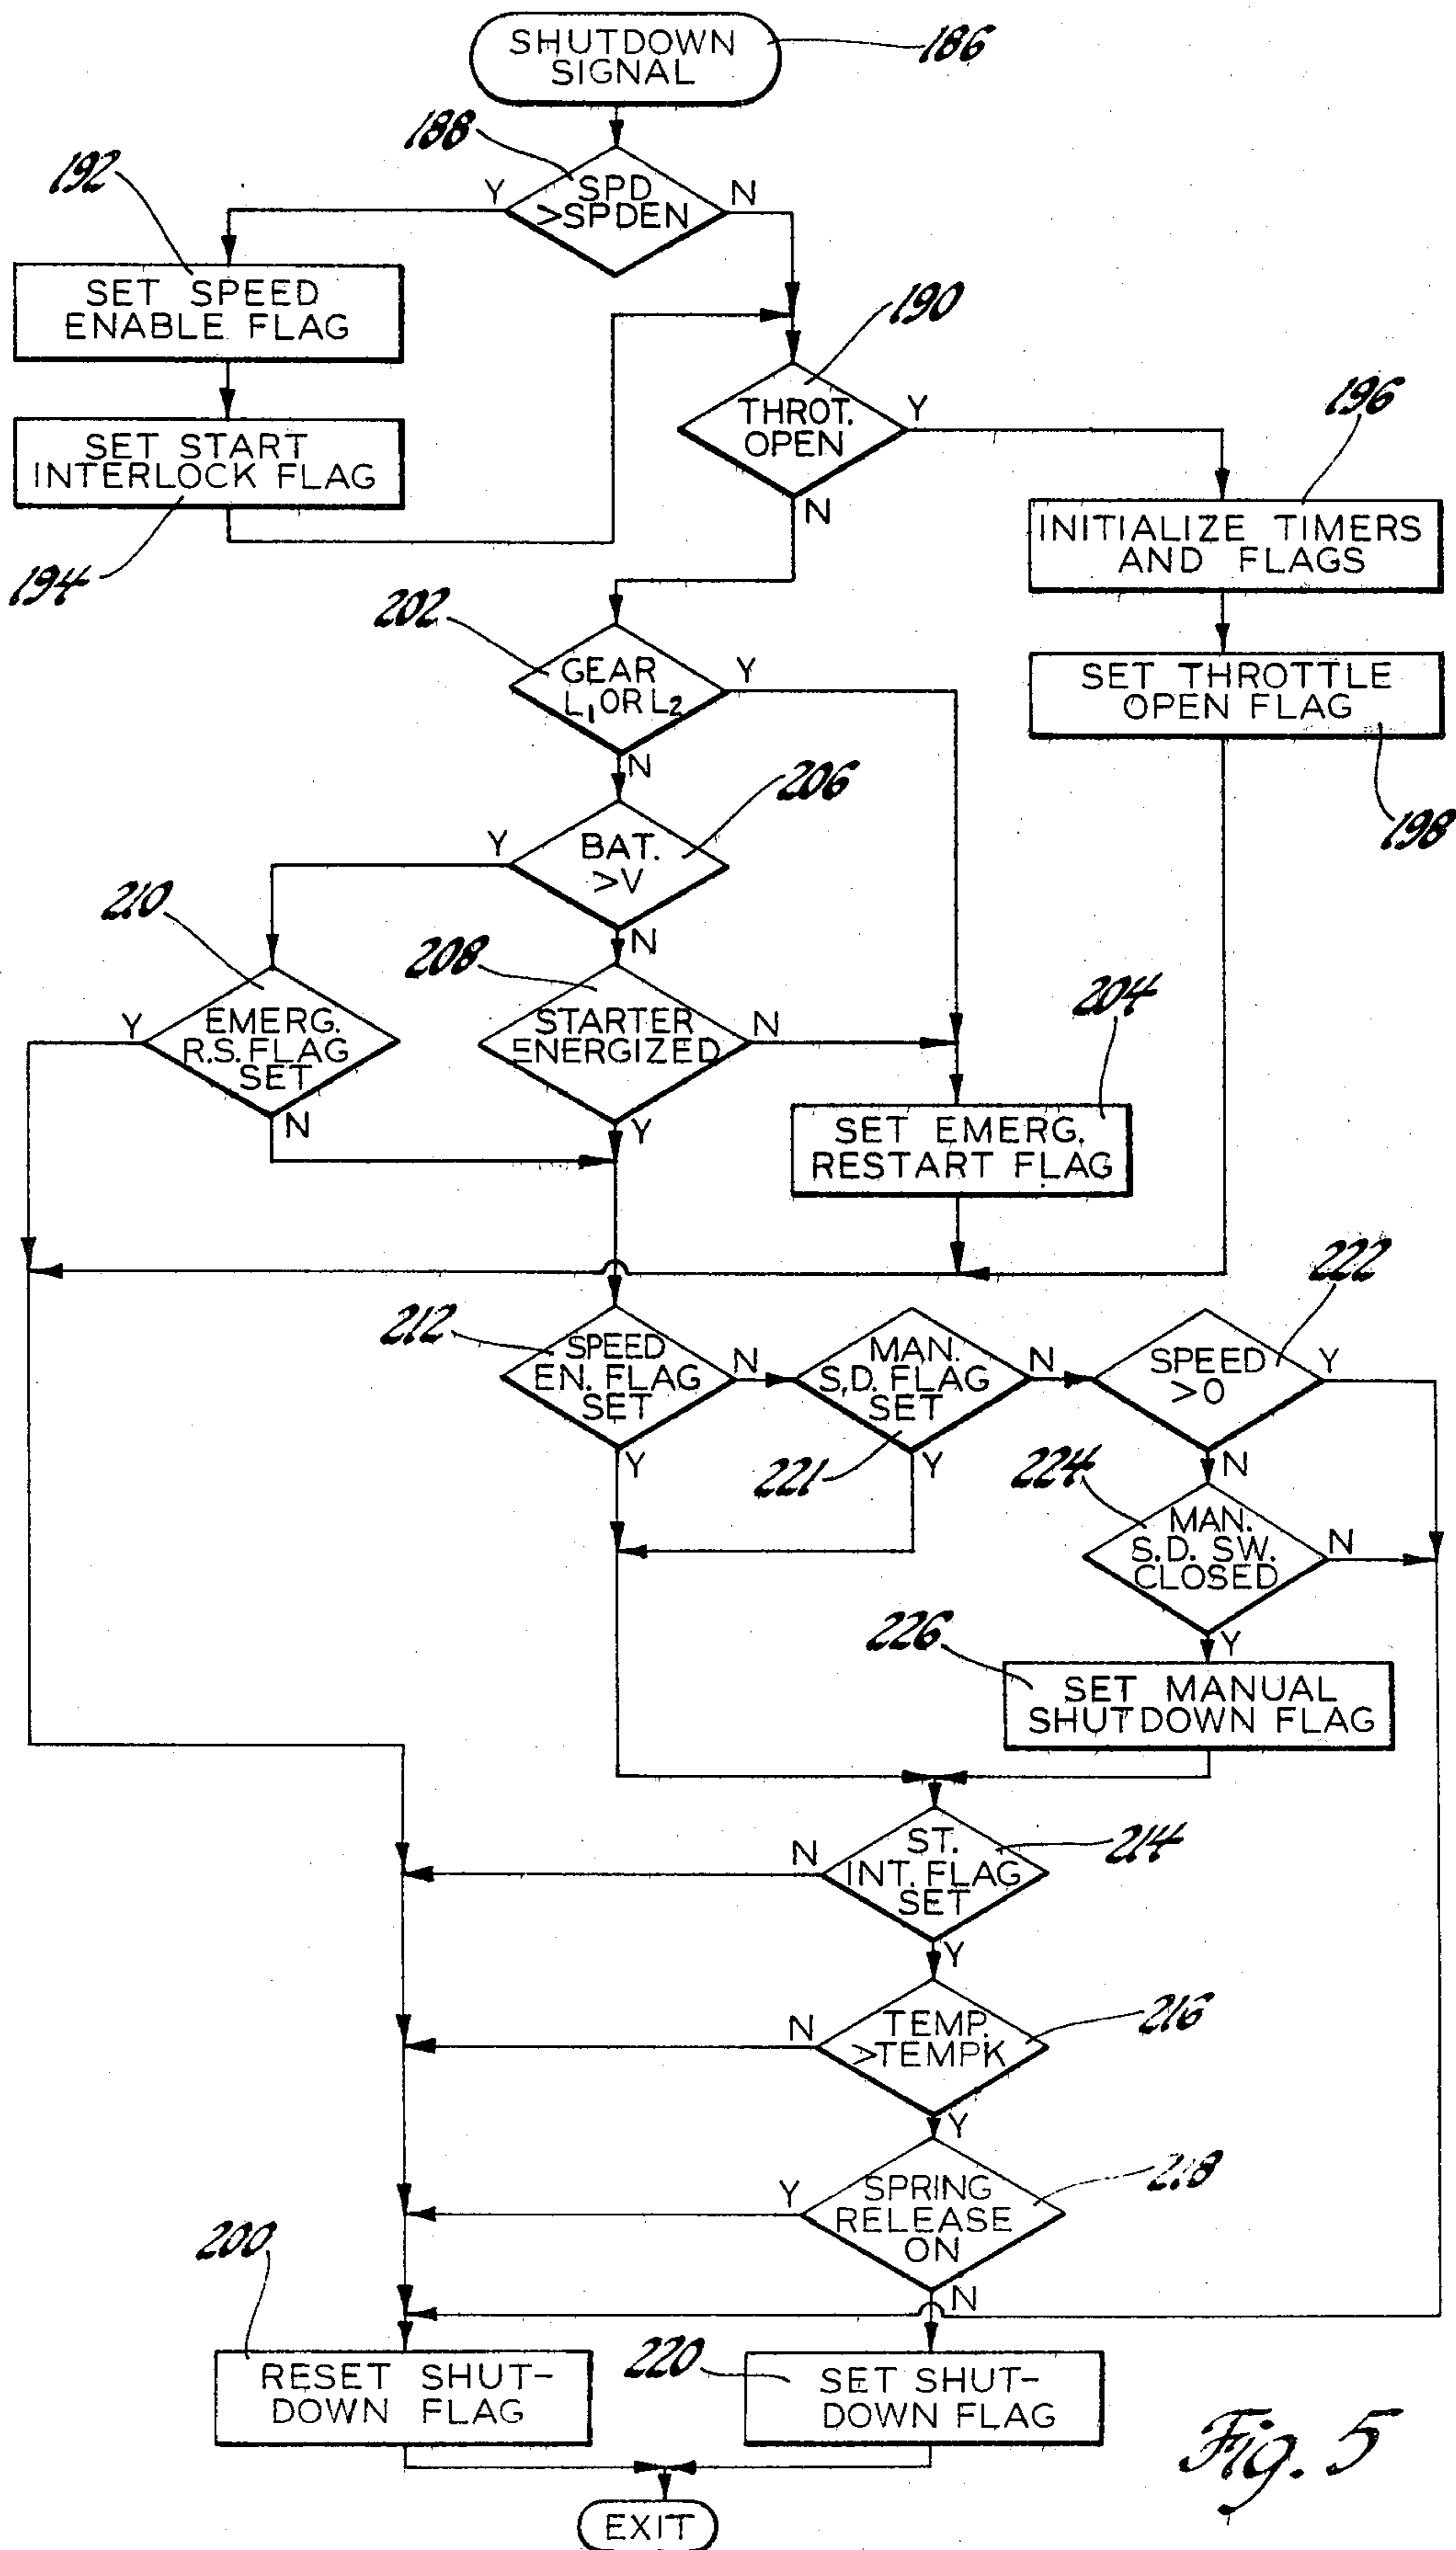 SHUTDOWN
SIGNAL
186
188
SPD
>SPDEN
Y
N
192
SET SPEED
ENABLE FLAG
190
THROT.
OPEN
Y
N
196
SET START
INTERLOCK FLAG
194
INITIALIZE TIMERS
AND FLAGS
202
GEAR
L1 OR L2
Y
N
SET THROTTLE
OPEN FLAG
198
206
BAT.
>V
Y
N
210
EMERG.
R.S. FLAG
SET
Y
N
208
STARTER
ENERGIZED
N
Y
204
SET EMERG.
RESTART FLAG
212
SPEED
EN. FLAG
SET
N
Y
MAN.
S.D. FLAG
SET
N
Y
221
222
SPEED
>0
Y
N
224
MAN.
S.D. SW.
CLOSED
N
Y
226
SET MANUAL
SHUTDOWN FLAG
214
ST.
INT. FLAG
SET
N
Y
216
TEMP.
>TEMPK
N
Y
218
SPRING
RELEASE
ON
Y
N
200
RESET SHUT-
DOWN FLAG
220
SET SHUT-
DOWN FLAG
EXIT
Fig. 5